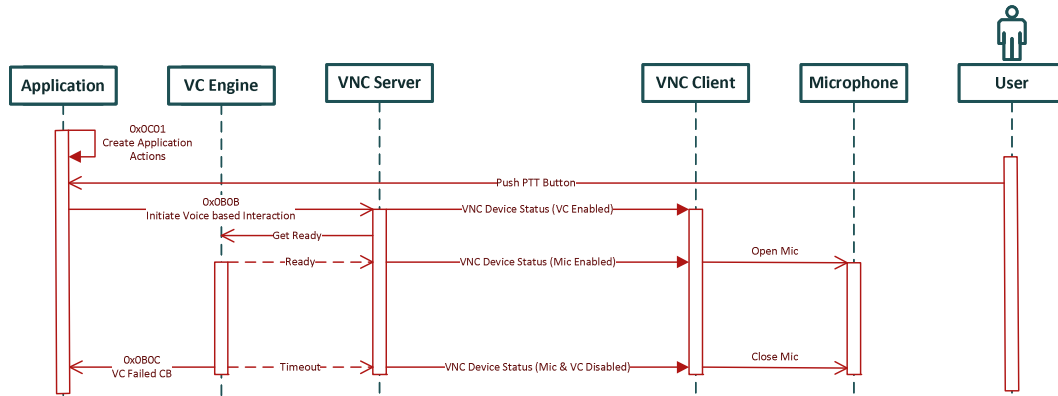 Application
VC Engine
VNC Server
VNC Client
Microphone
User
0x0C01
Create Application
Actions
Push PTT Button
0x0B0B
Initiate Voice based Interaction
VNC Device Status (VC Enabled)
Get Ready
Ready
VNC Device Status (Mic Enabled)
Open Mic
0x0B0C
VC Failed CB
Timeout
VNC Device Status (Mic & VC Disabled)
Close Mic